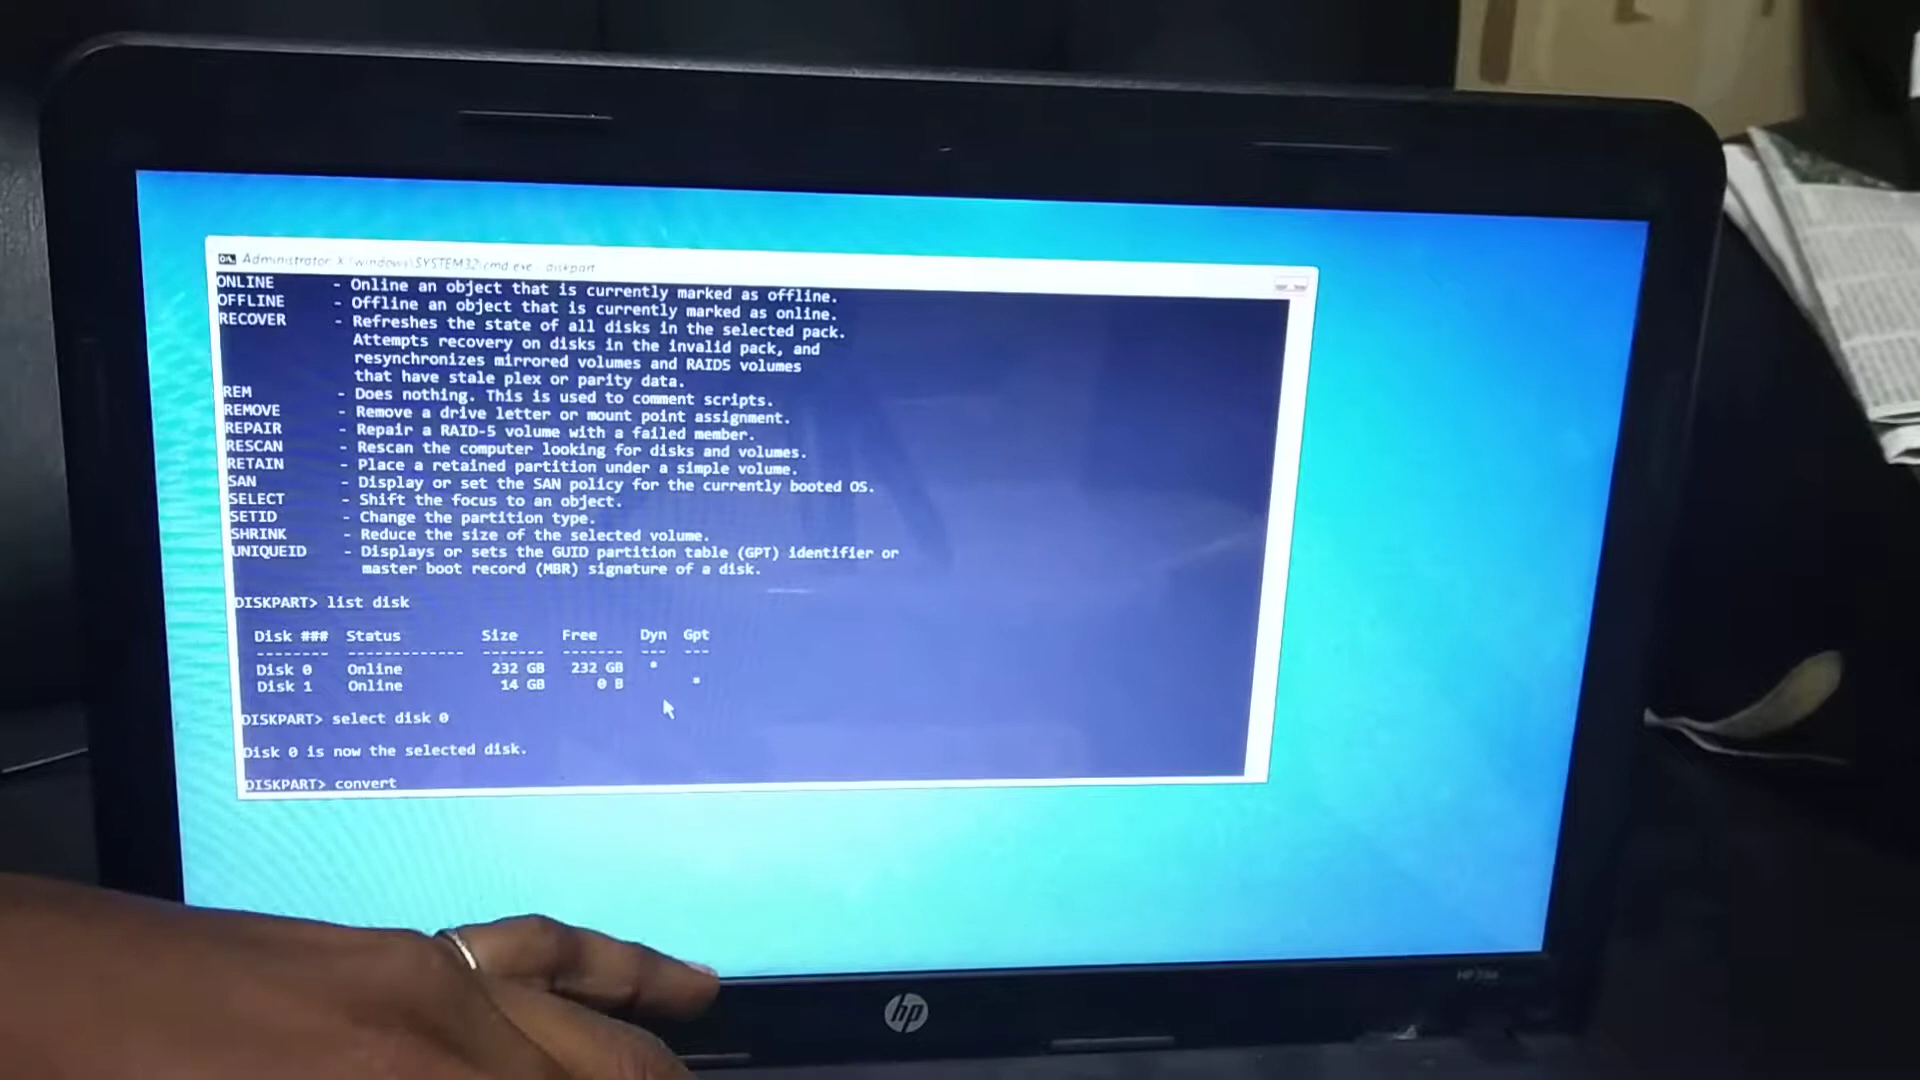 Administrator: X:\windows\SYSTEM32\cmd.exe - diskpart
ONLINE - Online an object that is currently marked as offline.
OFFLINE - Offline an object that is currently marked as online.
RECOVER - Refreshes the state of all disks in the selected pack.
Attempts recovery on disks in the invalid pack, and
resynchronizes mirrored volumes and RAID5 volumes
that have stale plex or parity data.
REM - Does nothing. This is used to comment scripts.
REMOVE - Remove a drive letter or mount point assignment.
REPAIR - Repair a RAID-5 volume with a failed member.
RESCAN - Rescan the computer looking for disks and volumes.
RETAIN - Place a retained partition under a simple volume.
SAN - Display or set the SAN policy for the currently booted OS.
SELECT - Shift the focus to an object.
SETID - Change the partition type.
SHRINK - Reduce the size of the selected volume.
UNIQUEID - Displays or sets the GUID partition table (GPT) identifier or
master boot record (MBR) signature of a disk.
DISKPART> list disk
Disk ### Status Size Free Dyn Gpt
-------- ------------- ------- ------- --- ---
Disk 0 Online 232 GB 232 GB *
Disk 1 Online 14 GB 0 B *
DISKPART> select disk 0
Disk 0 is now the selected disk.
DISKPART> convert
hp